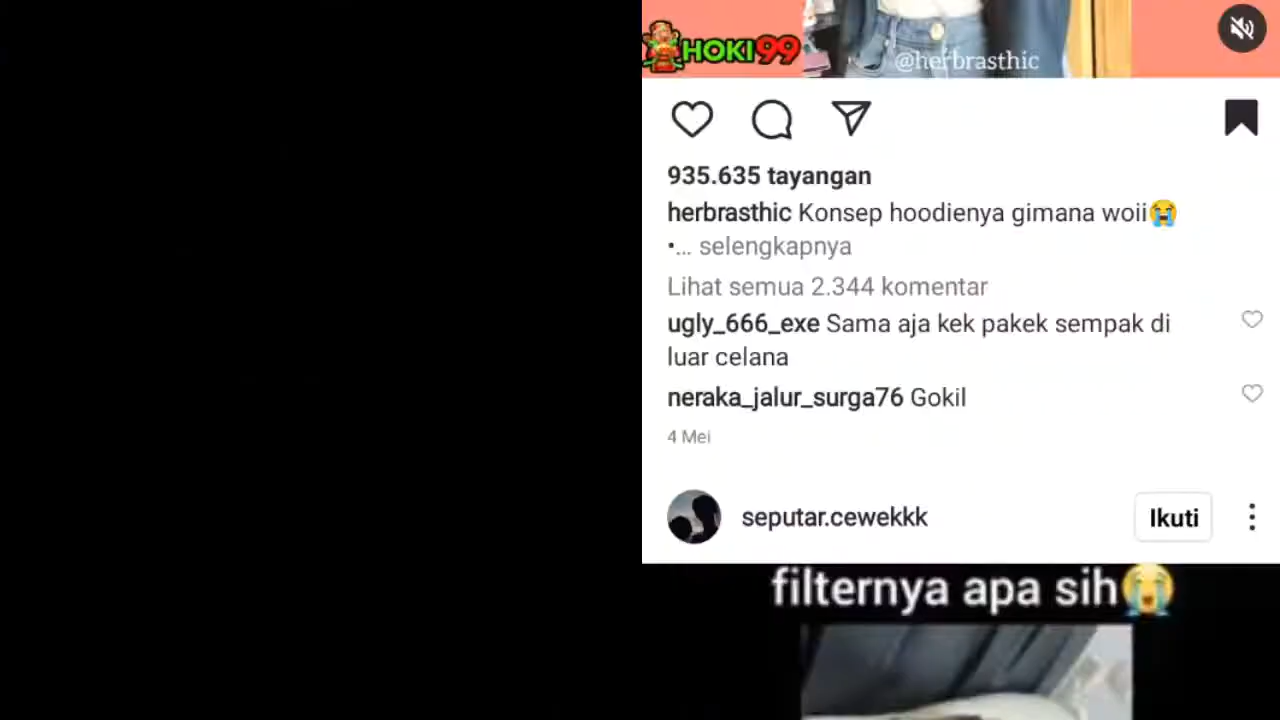 HOKI99
@herbrasthic
935.635 tayangan
herbrasthic Konsep hoodienya gimana woii😭
•... selengkapnya
Lihat semua 2.344 komentar
ugly_666_exe Sama aja kek pakek sempak di
luar celana
neraka_jalur_surga76 Gokil
4 Mei
seputar.cewekkk
Ikuti
filternya apa sih😭